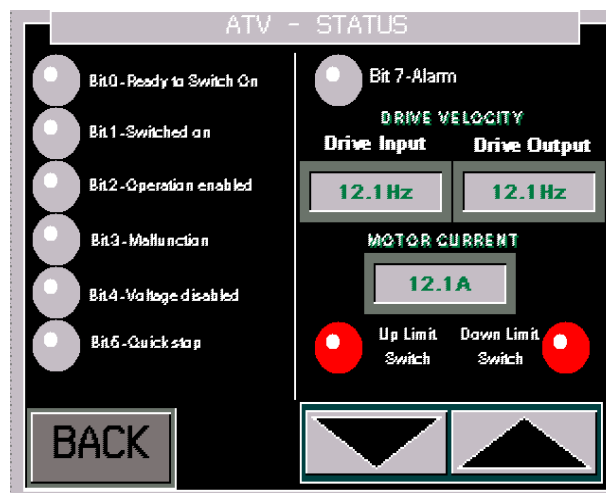 ATV - STATUS
Bit0-Ready to Switch On
Bit1-Switched on
Bit2-Operation enabled
Bit3-Malfunction
Bit4-Voltage disabled
Bit5-Quick stop
Bit 7-Alarm
DRIVE VELOCITY
Drive Input
Drive Output
12.1Hz
12.1Hz
MOTOR CURRENT
12.1A
Up Limit
Switch
Down Limit
Switch
BACK